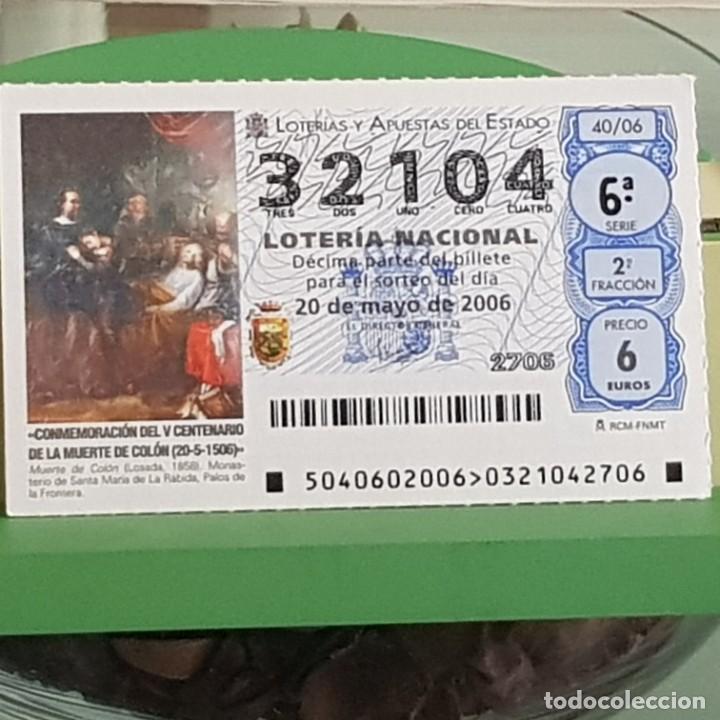 LOTERÍAS Y APUESTAS DEL ESTADO
32104
TRES DOS UNO CERO CUATRO
LOTERÍA NACIONAL
Décima parte del billete
para el sorteo del día
20 de mayo de 2006
EL DIRECTOR GENERAL
2706
40/06
6ª
SERIE
2ª
FRACCIÓN
PRECIO
6
EUROS
RCM-FNMT
«CONMEMORACIÓN DEL V CENTENARIO
DE LA MUERTE DE COLÓN (20-5-1506)»
Muerte de Colón (Losada, 1858). Monas-
terio de Santa María de La Rábida, Palos de
la Frontera.
5040602006>0321042706
todocoleccion